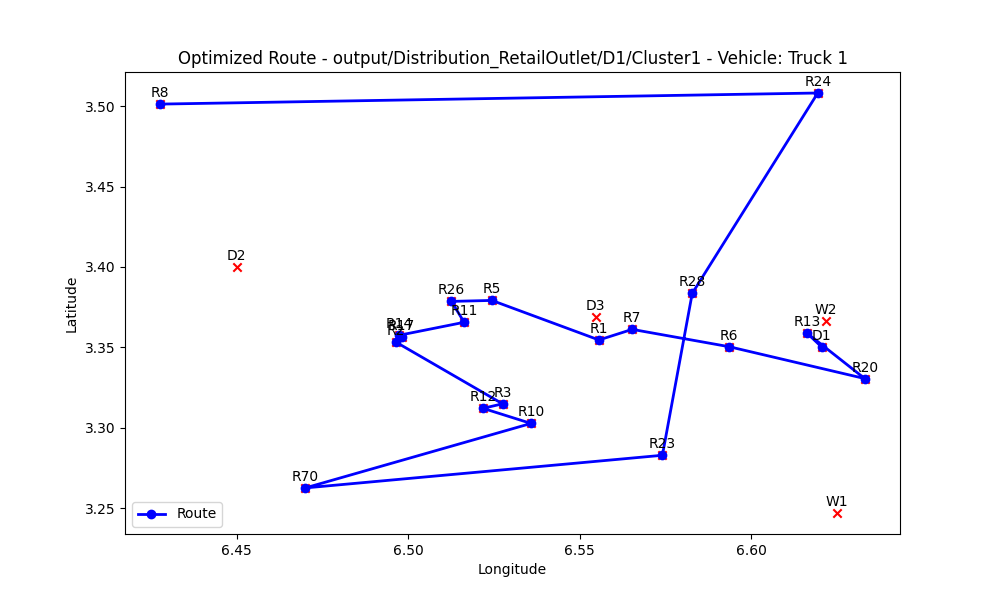 Optimized Route - output/Distribution_RetailOutlet/D1/Cluster1 - Vehicle: Truck 1
R8
R24
3.50
3.45
3.40
3.35
3.30
3.25
Latitude
D2
R28
R26
R5
R11
D3
W2
R1
R7
R13
D1
R6
R14
R17
R20
R12
R3
R10
R23
R70
W1
Route
6.45
6.50
6.55
6.60
Longitude